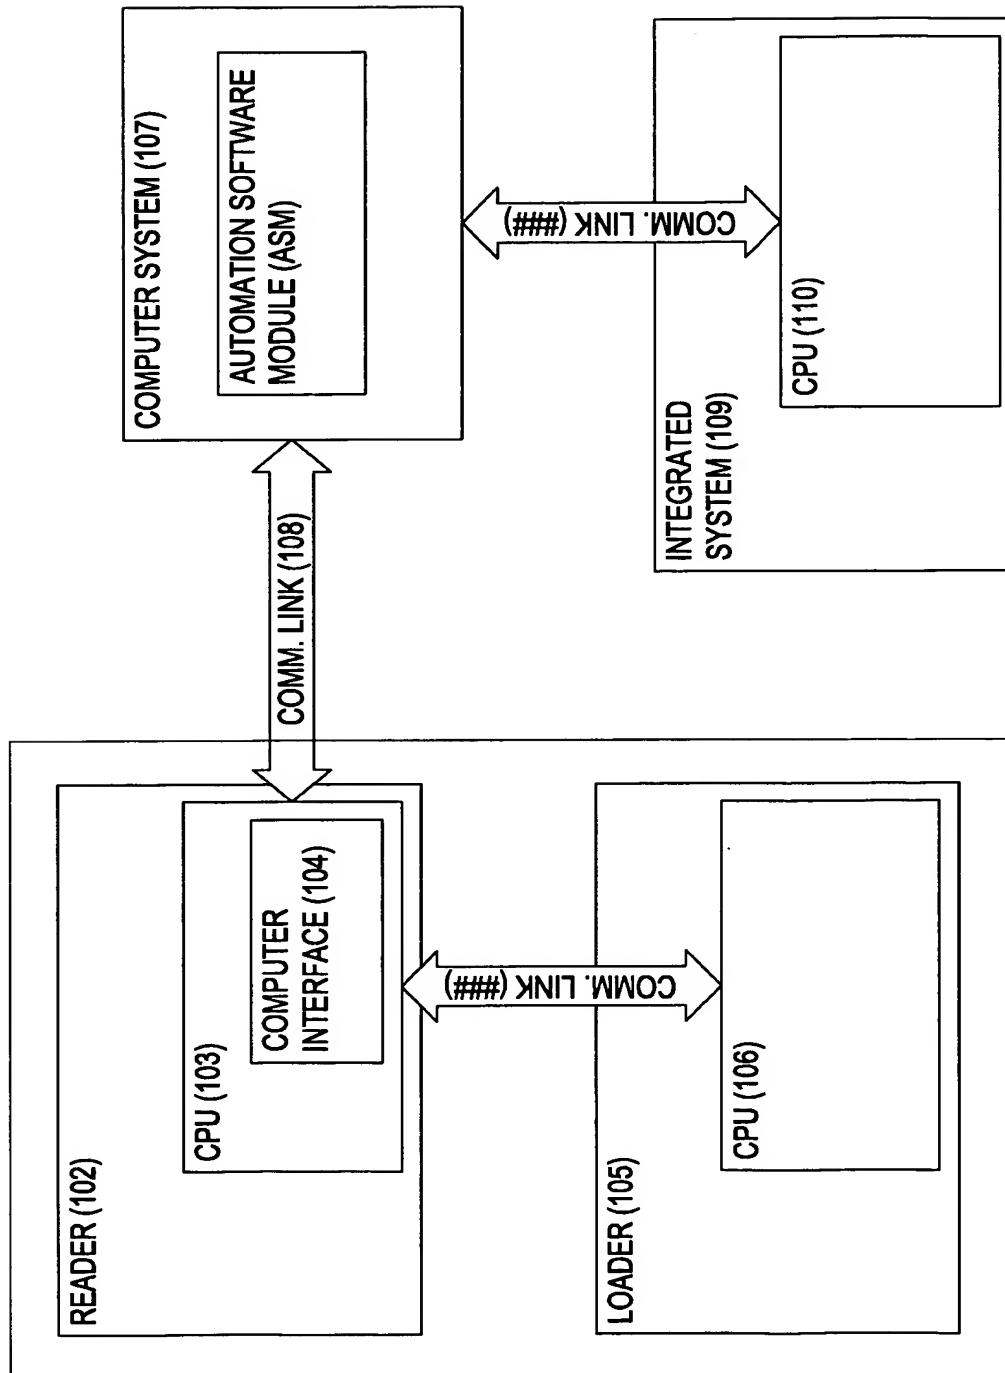 READER (102)
CPU (103)
COMPUTER
INTERFACE (104)
COMM. LINK (###)
LOADER (105)
CPU (106)
COMM. LINK (108)
COMPUTER SYSTEM (107)
AUTOMATION SOFTWARE
MODULE (ASM)
COMM. LINK (###)
INTEGRATED
SYSTEM (109)
CPU (110)